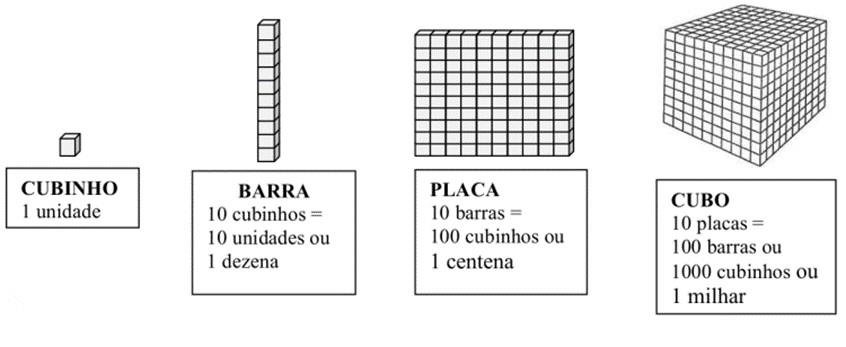 CUBINHO
1 unidade
BARRA
10 cubinhos =
10 unidades ou
1 dezena
PLACA
10 barras =
100 cubinhos ou
1 centena
CUBO
10 placas =
100 barras ou
1000 cubinhos ou
1 milhar